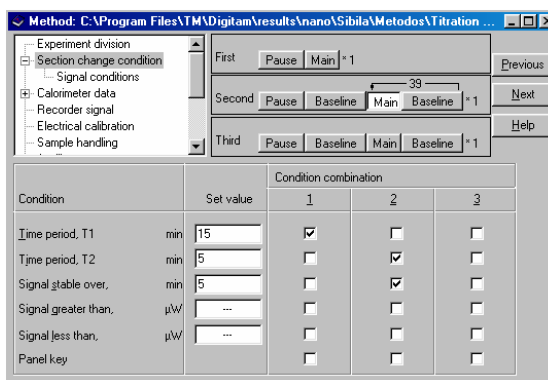 Method: C:\Program Files\TM\Digitam\results\nano\Sibila\Metodos\Titration ...
Experiment division
Section change condition
Signal conditions
Calorimeter data
Recorder signal
Electrical calibration
Sample handling
First Pause Main * 1
39
Second Pause Baseline Main Baseline * 1
Third Pause Baseline Main Baseline * 1
Previous
Next
Help
Condition combination
Condition Set value 1 2 3
Time period, T1 min 15
Time period, T2 min 5
Signal stable over, min 5
Signal greater than, µW ---
Signal less than, µW ---
Panel key